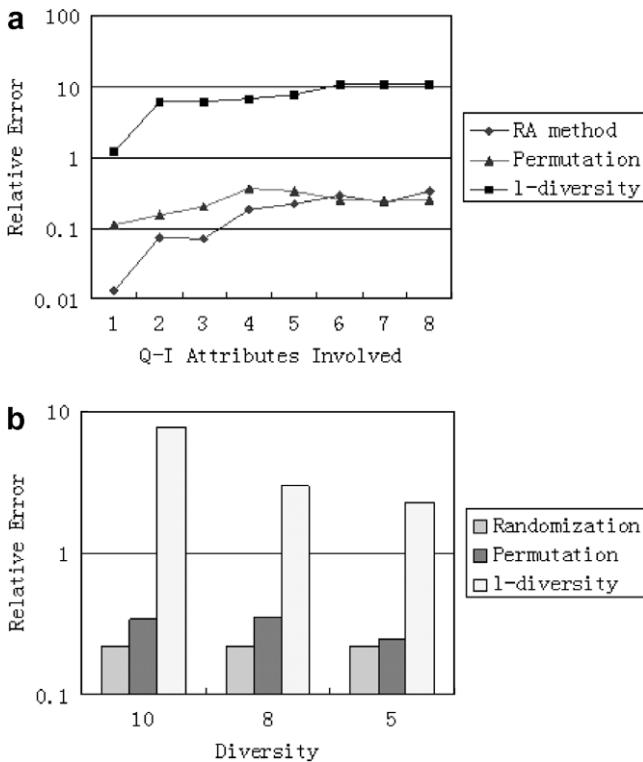 a
100
10
1
0.1
0.01
Relative Error
1 2 3 4 5 6 7 8
Q-I Attributes Involved
RA method
Permutation
l-diversity
b
10
1
0.1
Relative Error
10 8 5
Diversity
Randomization
Permutation
l-diversity